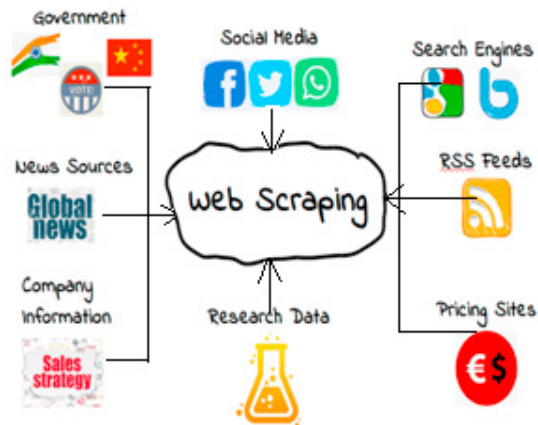 Government
Social Media
Search Engines
VOTE!
News Sources
Global
news
Web Scraping
RSS Feeds
Company
Information
Sales
strategy
Research Data
Pricing Sites
€$